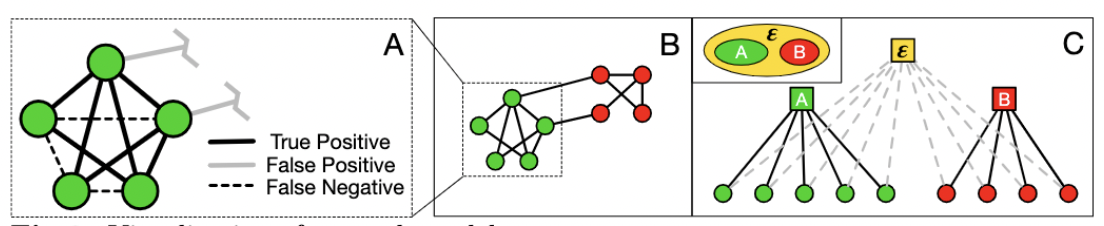 A
True Positive
False Positive
False Negative
B
ε
A B
C
ε
A
B